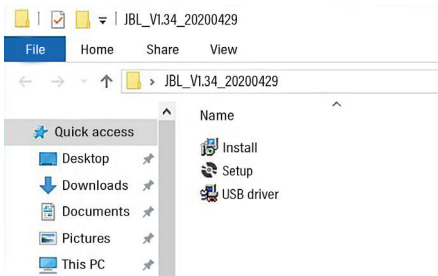 JBL_V1.34_20200429
File Home Share View
JBL_V1.34_20200429
Name
Quick access
Install
Desktop
Setup
Downloads
USB driver
Documents
Pictures
This PC